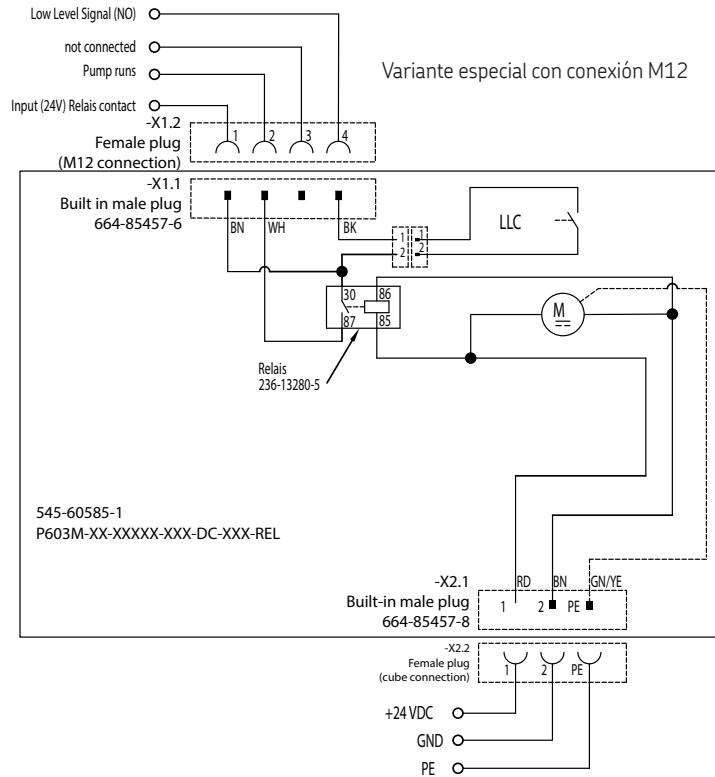 Low Level Signal (NO)
not connected
Pump runs
Variante especial con conexión M12
Input (24V) Relais contact
-X1.2
Female plug
(M12 connection)
1 2 3 4
-X1.1
Built in male plug
664-85457-6
BN WH BK
1 1
2 2
LLC
30 86
87 85
M
Relais
236-13280-5
545-60585-1
P603M-XX-XXXXX-XXX-DC-XXX-REL
-X2.1
Built-in male plug
664-85457-8
RD BN GN/YE
1 2 PE
-X2.2
Female plug
(cube connection)
1 2 PE
+24 VDC
GND
PE